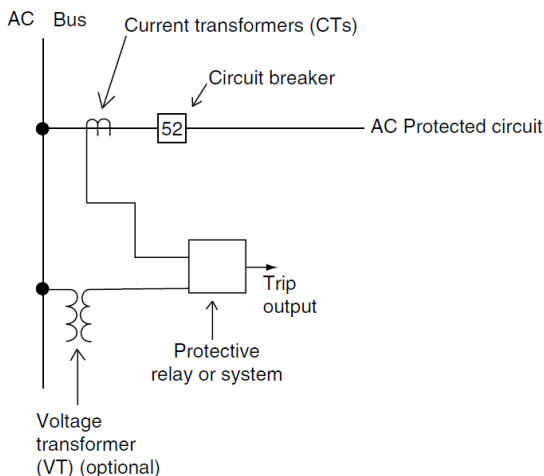 AC Bus
Current transformers (CTs)
Circuit breaker
52
AC Protected circuit
Trip
output
Protective
relay or system
Voltage
transformer
(VT) (optional)